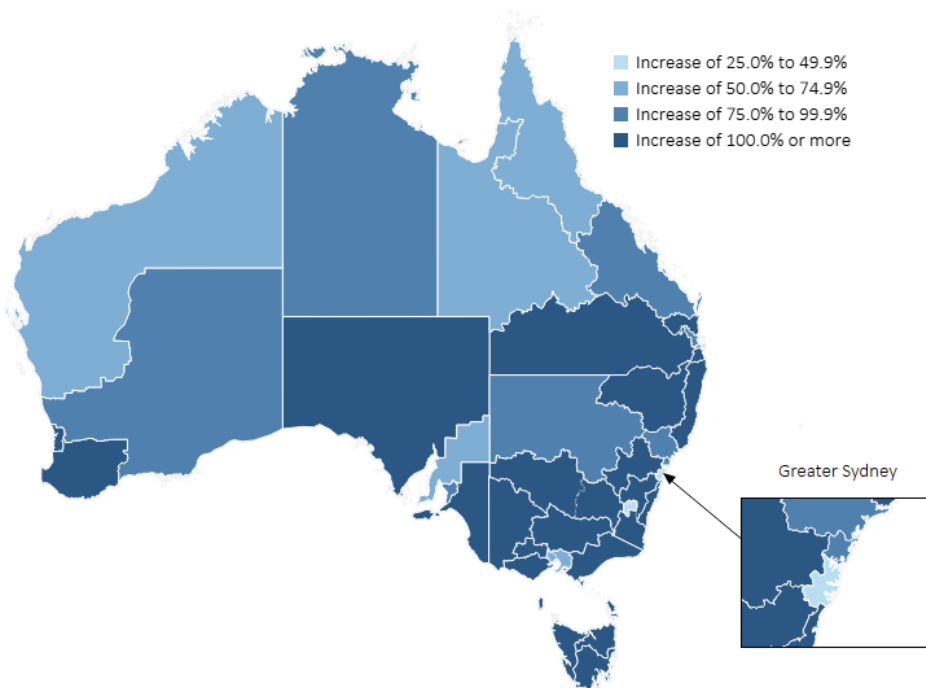 Increase of 25.0% to 49.9%
Increase of 50.0% to 74.9%
Increase of 75.0% to 99.9%
Increase of 100.0% or more
Greater Sydney